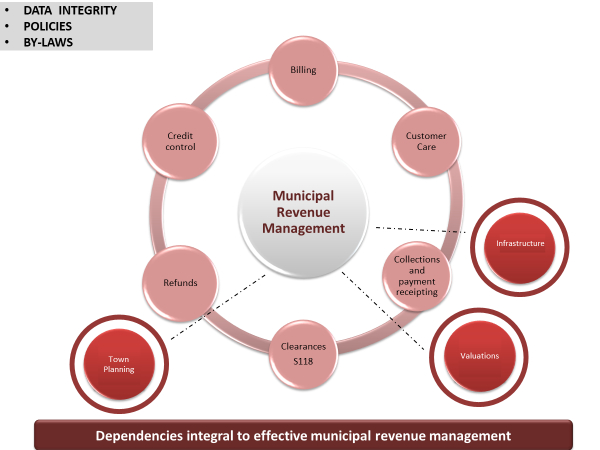 • DATA INTEGRITY
• POLICIES
• BY-LAWS
Billing
Credit
control
Customer
Care
Municipal
Revenue
Management
Infrastructure
Collections
and
payment
receipting
Refunds
Clearances
S118
Town
Planning
Valuations
Dependencies integral to effective municipal revenue management